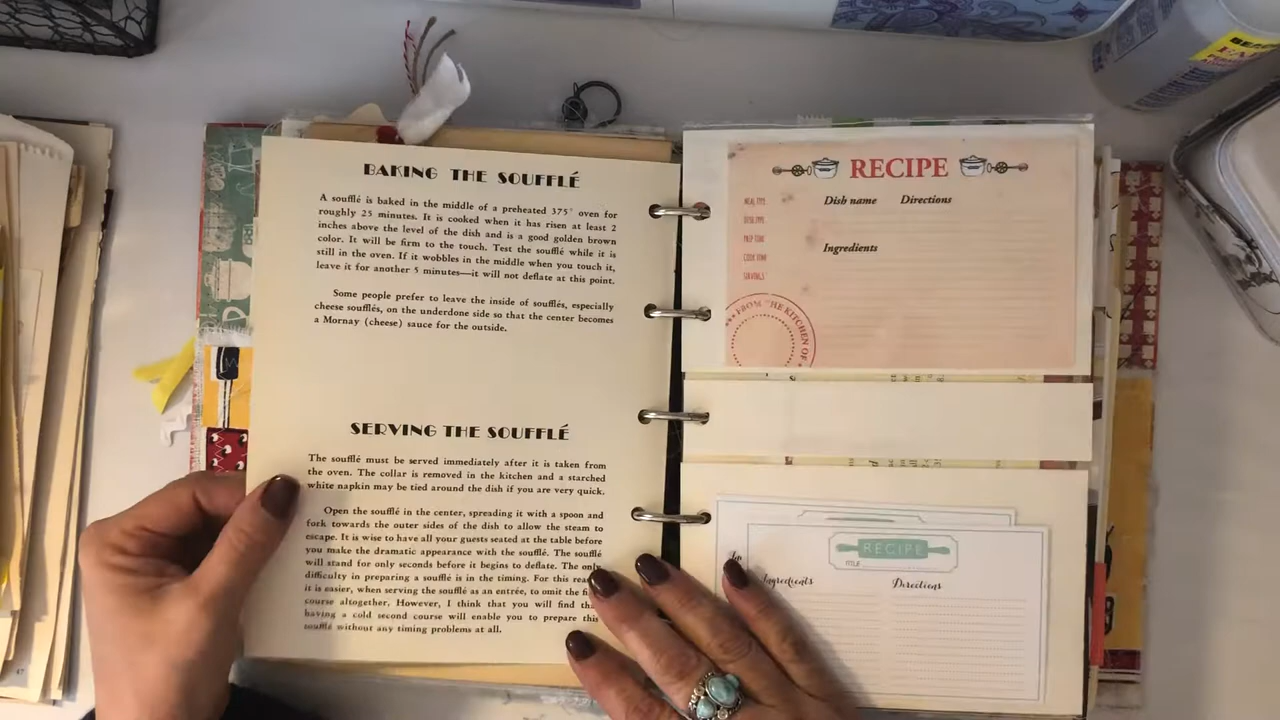 BAKING THE SOUFFLÉ
A soufflé is baked in the middle of a preheated 375° oven for
roughly 25 minutes. It is cooked when it has risen at least 2
inches above the level of the dish and is a good golden brown
color. It will be firm to the touch. Test the soufflé while it is
still in the oven. If it wobbles in the middle when you touch it,
leave it for another 5 minutes—it will not deflate at this point.
Some people prefer to leave the inside of soufflés, especially
cheese soufflés, on the underdone side so that the center becomes
a Mornay (cheese) sauce for the outside.
SERVING THE SOUFFLÉ
The soufflé must be served immediately after it is taken from
the oven. The collar is removed in the kitchen and a starched
white napkin may be tied around the dish if you are very quick.
Open the soufflé in the center, spreading it with a spoon and
fork towards the outer sides of the dish to allow the steam to
escape. It is wise to have all your guests seated at the table before
you make the dramatic appearance with the soufflé. The soufflé
will stand for only seconds before it begins to deflate. The only
difficulty in preparing a soufflé is in the timing. For this
it is easier, when serving the soufflé as an entrée, to omit the
course altogether. However, I think that you will find
having a cold second course will enable you to prepare this
soufflé without any timing problems at all.
RECIPE
Dish name Directions
MEAL TYPE
DISH TYPE
PREP TIME
COOK TIME
SERVINGS
Ingredients
FROM THE KITCHEN OF
RECIPE
TITLE
Ingredients Directions